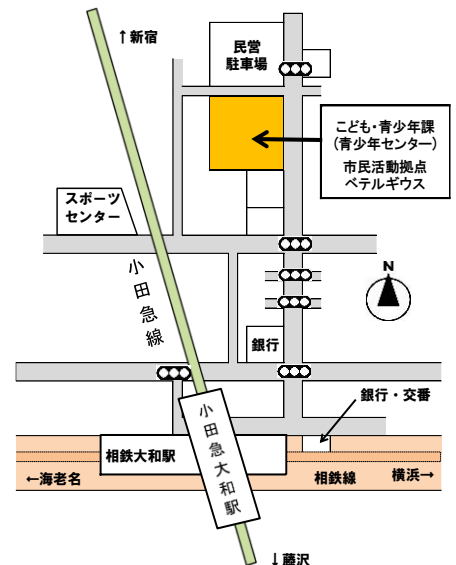 ↑新宿
民営
駐車場
こども・青少年課
(青少年センター)
市民活動拠点
ベテルギウス
スポーツ
センター
N
小田急線
銀行
銀行・交番
小田急大和駅
相鉄大和駅
←海老名
相鉄線
横浜→
↓藤沢